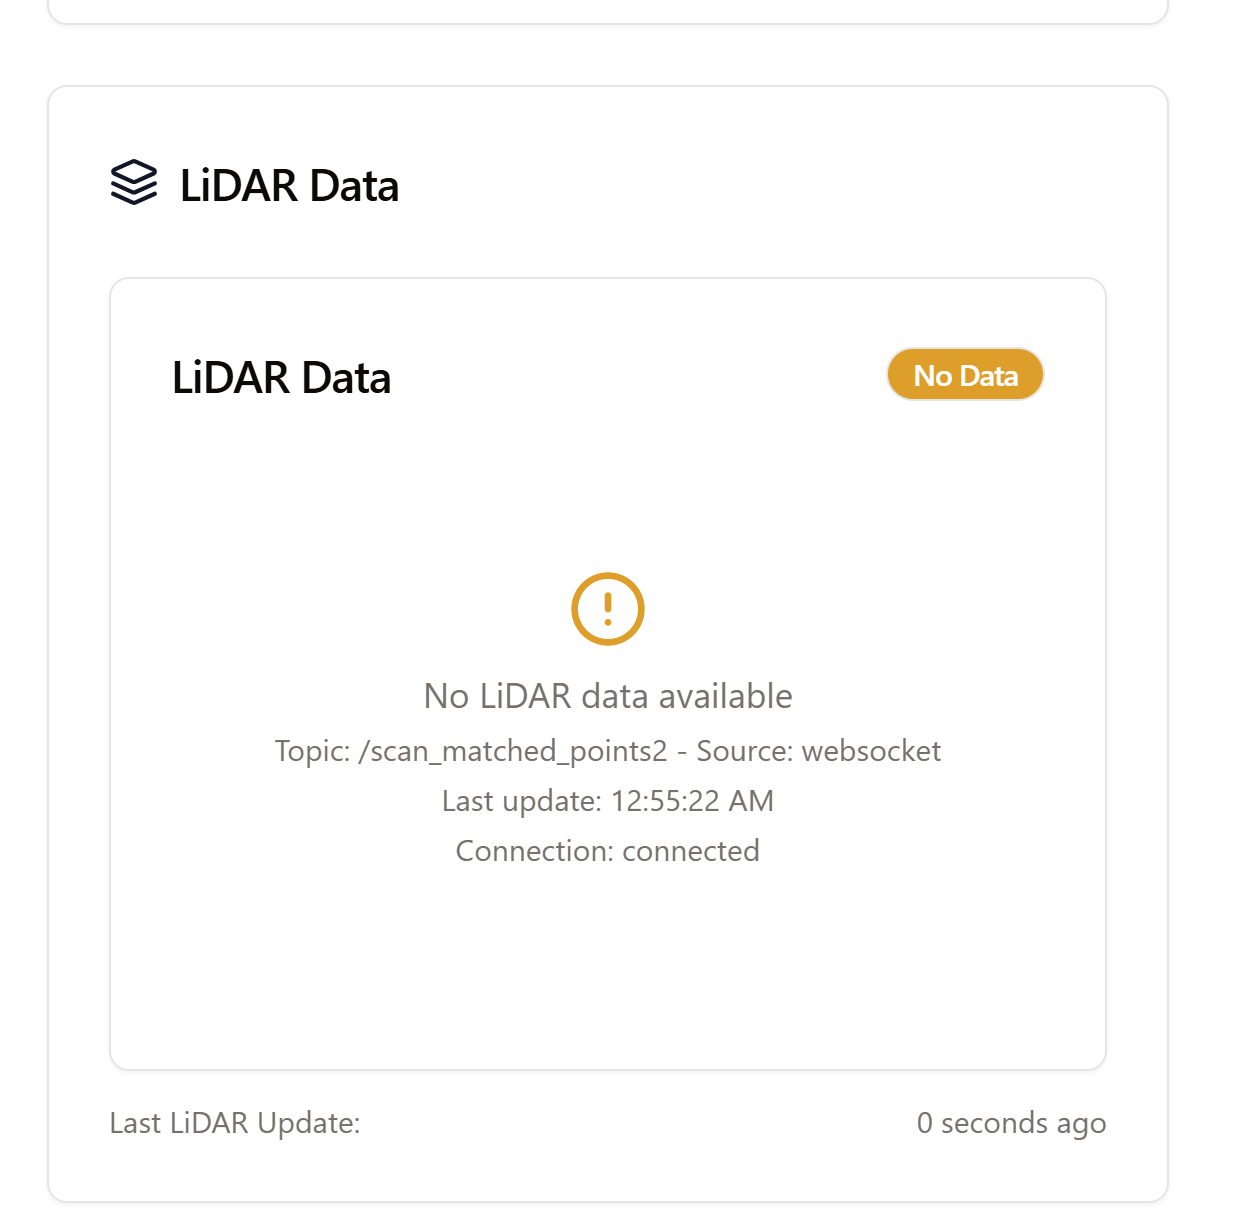 LiDAR Data
LiDAR Data
No Data
No LiDAR data available
Topic: /scan_matched_points2 - Source: websocket
Last update: 12:55:22 AM
Connection: connected
Last LiDAR Update:
0 seconds ago